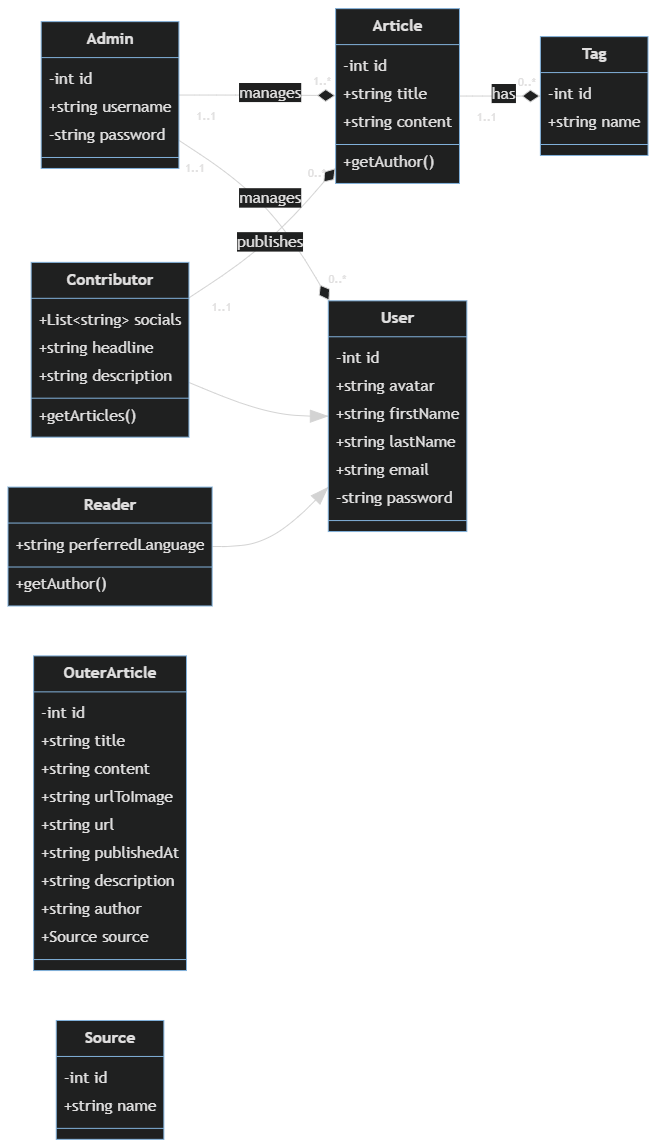 Admin
-int id
+string username
-string password
manages
1..1
1..*
Article
-int id
+string title
+string content
+getAuthor()
has
1..1
0..*
Tag
-int id
+string name
1..1
manages
0..*
publishes
0..*
1..1
Contributor
+List<string> socials
+string headline
+string description
+getArticles()
User
-int id
+string avatar
+string firstName
+string lastName
+string email
-string password
Reader
+string perferredLanguage
+getAuthor()
OuterArticle
-int id
+string title
+string content
+string urlToImage
+string url
+string publishedAt
+string description
+string author
+Source source
Source
-int id
+string name